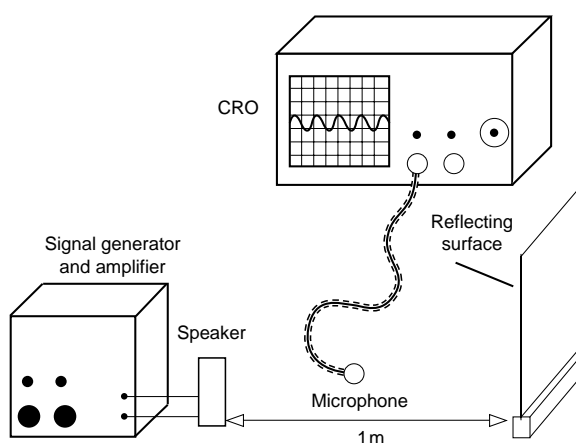 CRO
Reflecting
surface
Signal generator
and amplifier
Speaker
Microphone
1 m